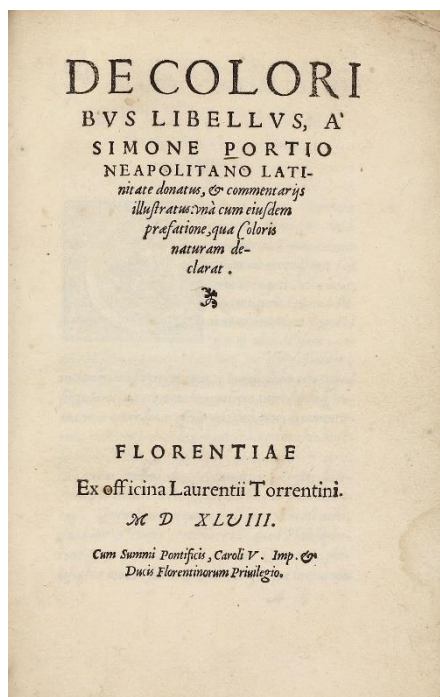 DE COLORI
BVS LIBELLVS, A'
SIMONE PORTIO
NEAPOLITANO LATI-
nitate donatus, & commentarijs
illustratus: vnà cum eiusdem
præfatione, qua Coloris
naturam de-
clarat.
FLORENTIAE
Ex officina Laurentii Torrentini.
M D XLVIII.
Cum Summi Pontificis, Caroli V. Imp. &
Ducis Florentinorum Priuilegio.